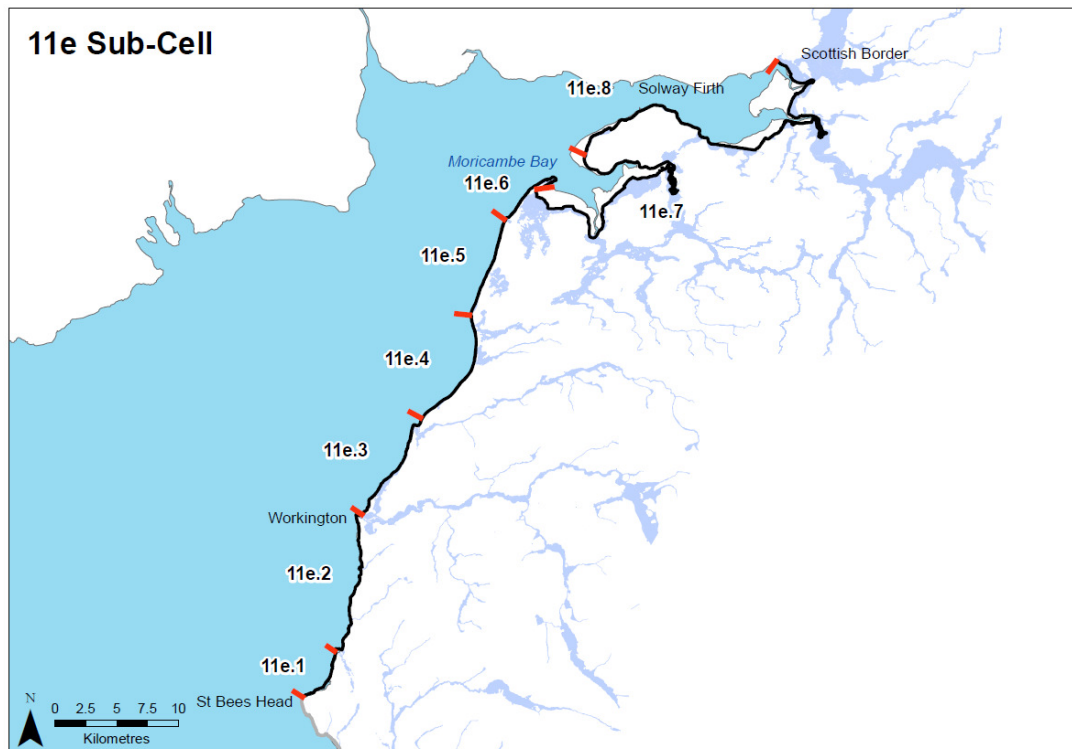 11e Sub-Cell
Scottish Border
11e.8
Solway Firth
Moricambe Bay
11e.6
11e.7
11e.5
11e.4
11e.3
Workington
11e.2
11e.1
St Bees Head
N
0 2.5 5 7.5 10
Kilometres